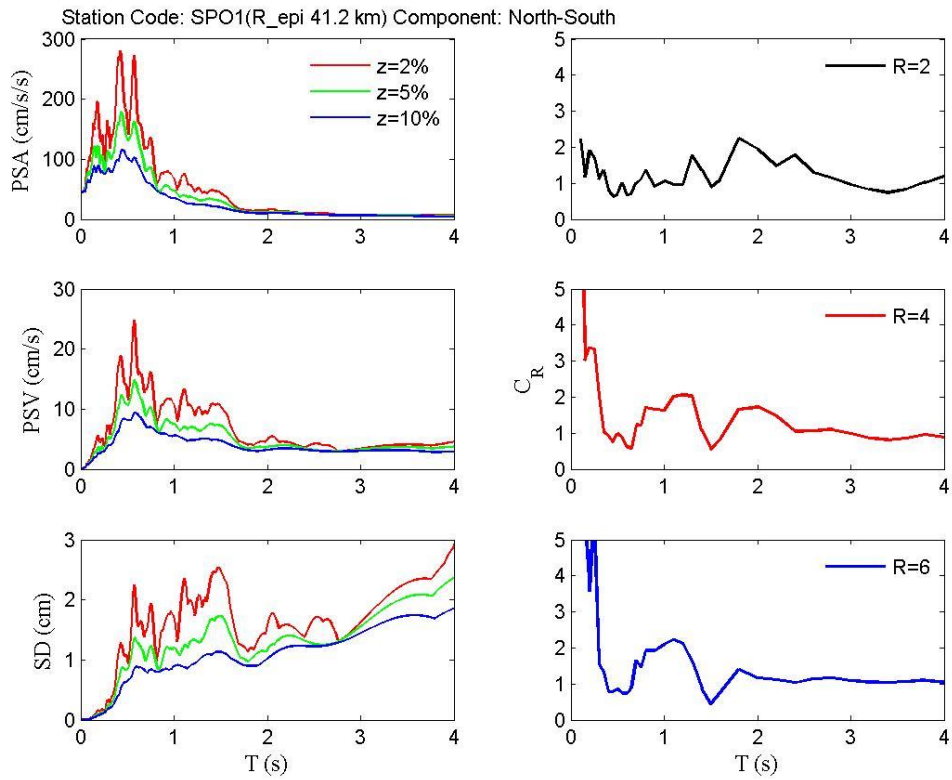 Station Code: SPO1(R_epi 41.2 km) Component: North-South
300
200
100
0
PSA (cm/s/s)
z=2%
z=5%
z=10%
0 1 2 3 4
5
4
3
2
1
0
R=2
0 1 2 3 4
30
20
10
0
PSV (cm/s)
0 1 2 3 4
5
4
3
2
1
0
C_R
R=4
0 1 2 3 4
3
2
1
0
SD (cm)
0 1 2 3 4
T (s)
5
4
3
2
1
0
R=6
0 1 2 3 4
T (s)